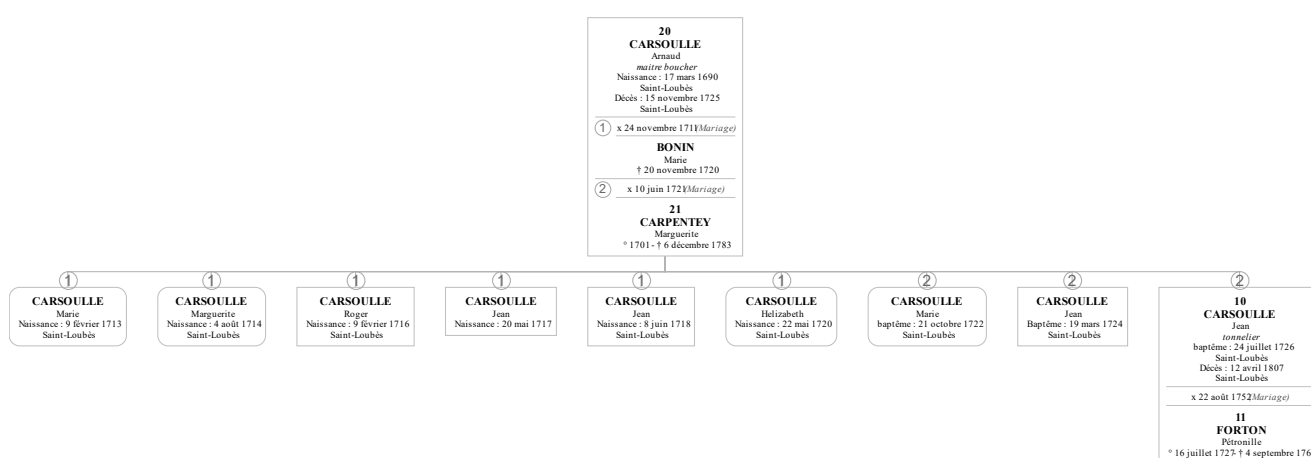 20
CARSOULLE
Arnaud
maitre boucher
Naissance : 17 mars 1690
Saint-Loubès
Décès : 15 novembre 1725
Saint-Loubès
1 x 24 novembre 1711(Mariage)
BONIN
Marie
† 20 novembre 1720
2 x 10 juin 1721(Mariage)
21
CARPENTEY
Marguerite
° 1701- † 6 décembre 1783
1
CARSOULLE
Marie
Naissance : 9 février 1713
Saint-Loubès
1
CARSOULLE
Marguerite
Naissance : 4 août 1714
Saint-Loubès
1
CARSOULLE
Roger
Naissance : 9 février 1716
Saint-Loubès
1
CARSOULLE
Jean
Naissance : 20 mai 1717
1
CARSOULLE
Jean
Naissance : 8 juin 1718
Saint-Loubès
1
CARSOULLE
Helizabeth
Naissance : 22 mai 1720
Saint-Loubès
2
CARSOULLE
Marie
baptême : 21 octobre 1722
Saint-Loubès
2
CARSOULLE
Jean
Baptême : 19 mars 1724
Saint-Loubès
2
10
CARSOULLE
Jean
tonnelier
baptême : 24 juillet 1726
Saint-Loubès
Décès : 12 avril 1807
Saint-Loubès
x 22 août 1752(Mariage)
11
FORTON
Pétronille
° 16 juillet 1727- † 4 septembre 176